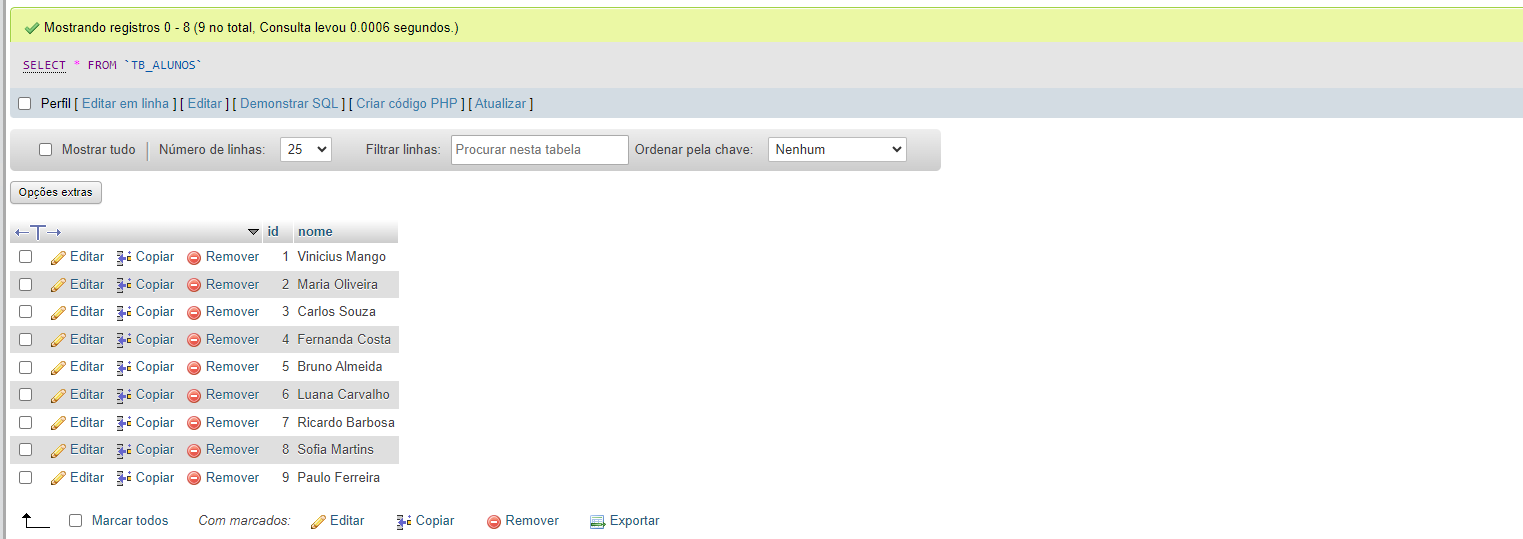 Mostrando registros 0 - 8 (9 no total, Consulta levou 0.0006 segundos.)
SELECT * FROM `TB_ALUNOS`
Perfil [ Editar em linha ] [ Editar ] [ Demonstrar SQL ] [ Criar código PHP ] [ Atualizar ]
Mostrar tudo | Número de linhas: 25 Filtrar linhas: Procurar nesta tabela Ordenar pela chave: Nenhum
Opções extras
←T→ id nome
Editar Copiar Remover 1 Vinicius Mango
Editar Copiar Remover 2 Maria Oliveira
Editar Copiar Remover 3 Carlos Souza
Editar Copiar Remover 4 Fernanda Costa
Editar Copiar Remover 5 Bruno Almeida
Editar Copiar Remover 6 Luana Carvalho
Editar Copiar Remover 7 Ricardo Barbosa
Editar Copiar Remover 8 Sofia Martins
Editar Copiar Remover 9 Paulo Ferreira
Marcar todos Com marcados: Editar Copiar Remover Exportar